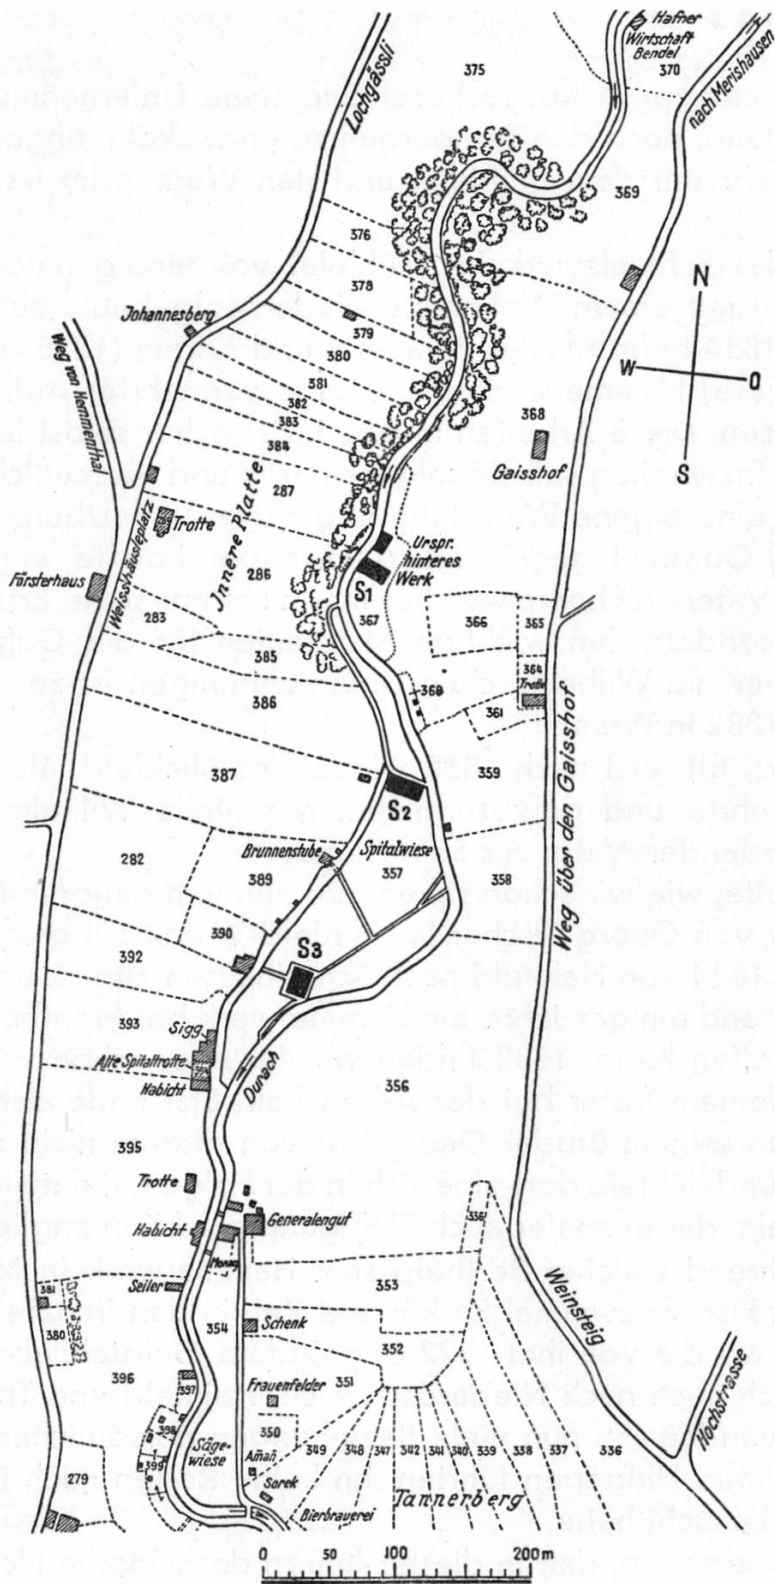 Hafner
Wirtschaft
Bendel
370
375
nach Merishausen
Lochgässli
369
376
378
379
380
381
382
383
384
Johannesberg
Weg von Hemmenthal
N
W
O
S
368
Gaisshof
287
Innere Platte
Trotte
Weisshäusleplatz
Försterhaus
Urspr.
hinteres
Werk
S1
286
283
367
366
365
364
Trotte
360
361
385
386
359
Weg über den Gaisshof
387
S2
282
Brunnenstube
Spitalwiese
357
389
358
390
S3
392
393
Sigg
Alte Spitaltrotte
Habicht
Durach
356
395
Trotte
Habicht
Generalengut
Seiler
354
353
Schenk
352
381
380
396
397
351
Frauenfelder
398
Säge-
wiese
350
349
348
347
342
341
340
339
338
337
336
Weinsteig
Hochstrasse
279
Aman
Sorek
Bierbrauerei
Tannerberg
0 50 100 200m